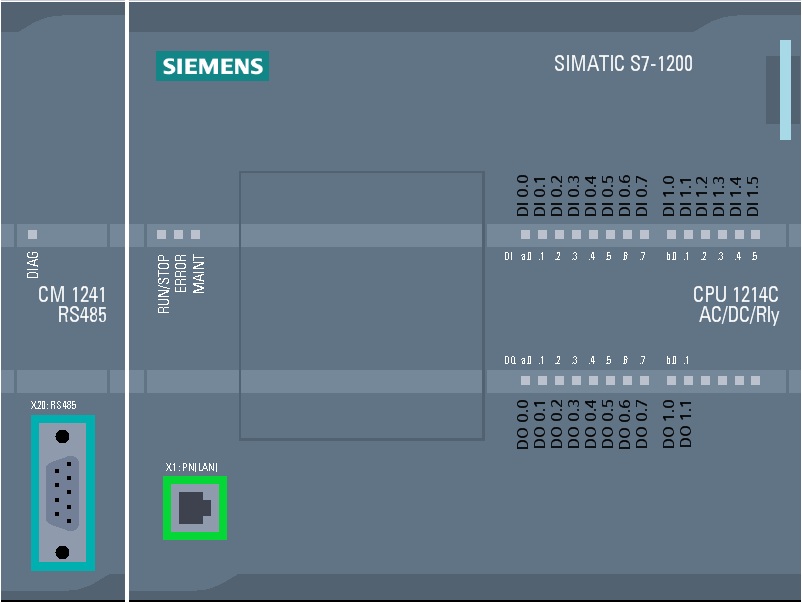 SIEMENS
SIMATIC S7-1200
DI 0.0
DI 0.1
DI 0.2
DI 0.3
DI 0.4
DI 0.5
DI 0.6
DI 0.7
DI 1.0
DI 1.1
DI 1.2
DI 1.3
DI 1.4
DI 1.5
DIAG
RUN/STOP
ERROR
MAINT
DI a.0 .1 .2 .3 .4 .5 .6 .7 b.0 .1 .2 .3 .4 .5
CM 1241
RS485
CPU 1214C
AC/DC/Rly
DQ a.0 .1 .2 .3 .4 .5 .6 .7 b.0 .1
DO 0.0
DO 0.1
DO 0.2
DO 0.3
DO 0.4
DO 0.5
DO 0.6
DO 0.7
DO 1.0
DO 1.1
X20: RS485
X1: PN(LAN)